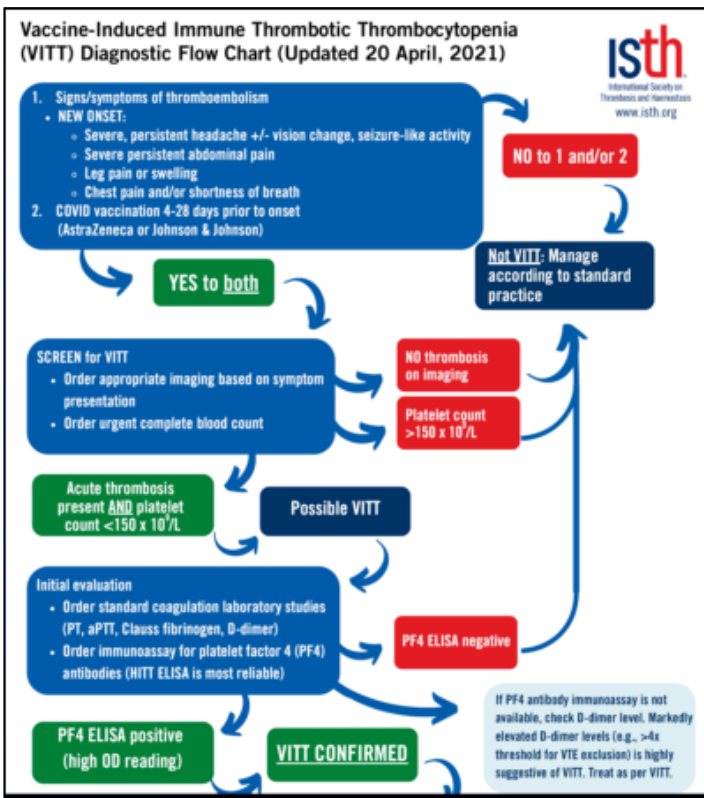 Vaccine-Induced Immune Thrombotic Thrombocytopenia
(VITT) Diagnostic Flow Chart (Updated 20 April, 2021)
isth
International Society on
Thrombosis and Haemostasis
www.isth.org
1. Signs/symptoms of thromboembolism
• NEW ONSET:
◦ Severe, persistent headache +/- vision change, seizure-like activity
◦ Severe persistent abdominal pain
◦ Leg pain or swelling
◦ Chest pain and/or shortness of breath
2. COVID vaccination 4-28 days prior to onset
(AstraZeneca or Johnson & Johnson)
NO to 1 and/or 2
Not VITT: Manage
according to standard
practice
YES to both
SCREEN for VITT
• Order appropriate imaging based on symptom
presentation
• Order urgent complete blood count
NO thrombosis
on imaging
Platelet count
>150 x 10⁹/L
Acute thrombosis
present AND platelet
count <150 x 10⁹/L
Possible VITT
Initial evaluation
• Order standard coagulation laboratory studies
(PT, aPTT, Clauss fibrinogen, D-dimer)
• Order immunoassay for platelet factor 4 (PF4)
antibodies (HITT ELISA is most reliable)
PF4 ELISA negative
If PF4 antibody immunoassay is not
available, check D-dimer level. Markedly
elevated D-dimer levels (e.g., >4x
threshold for VTE exclusion) is highly
suggestive of VITT. Treat as per VITT.
PF4 ELISA positive
(high OD reading)
VITT CONFIRMED